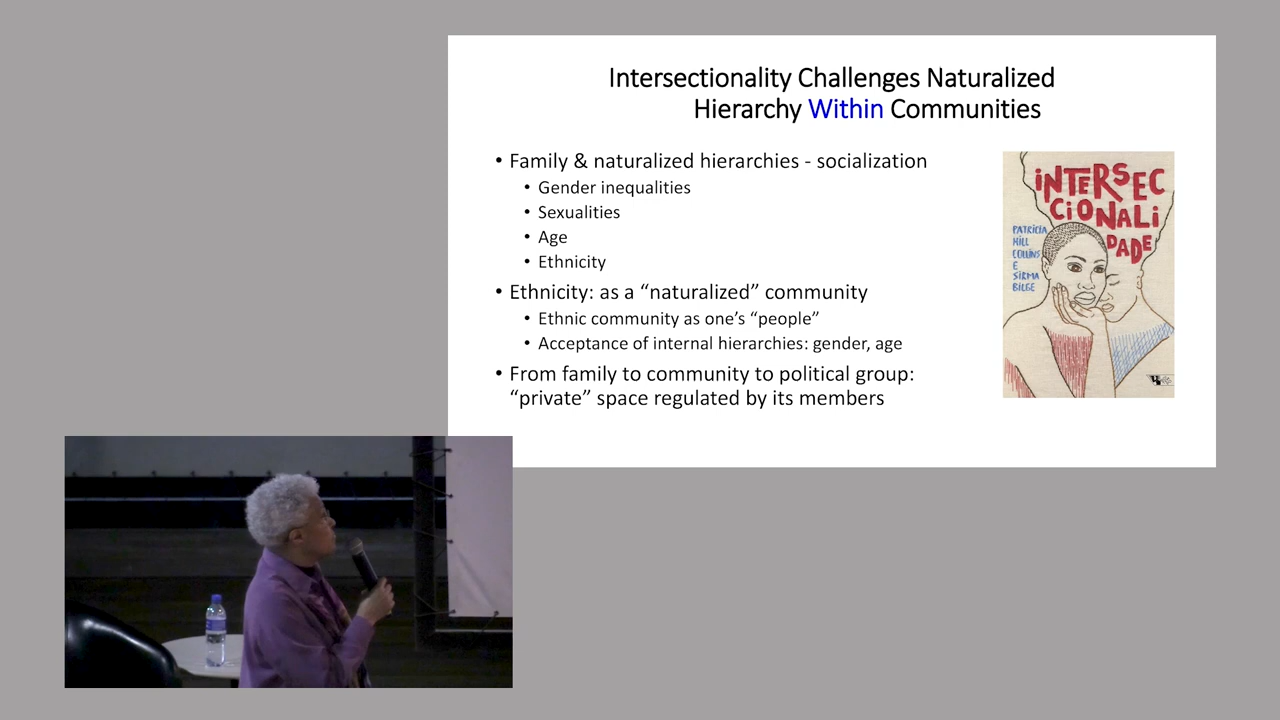 Intersectionality Challenges Naturalized
Hierarchy Within Communities
• Family & naturalized hierarchies - socialization
• Gender inequalities
• Sexualities
• Age
• Ethnicity
• Ethnicity: as a “naturalized” community
• Ethnic community as one’s “people”
• Acceptance of internal hierarchies: gender, age
• From family to community to political group:
“private” space regulated by its members
iNTERSEC
CiONALi
DADE
PATRICIA
HILL
COLLINS
E
SIRMA
BILGE